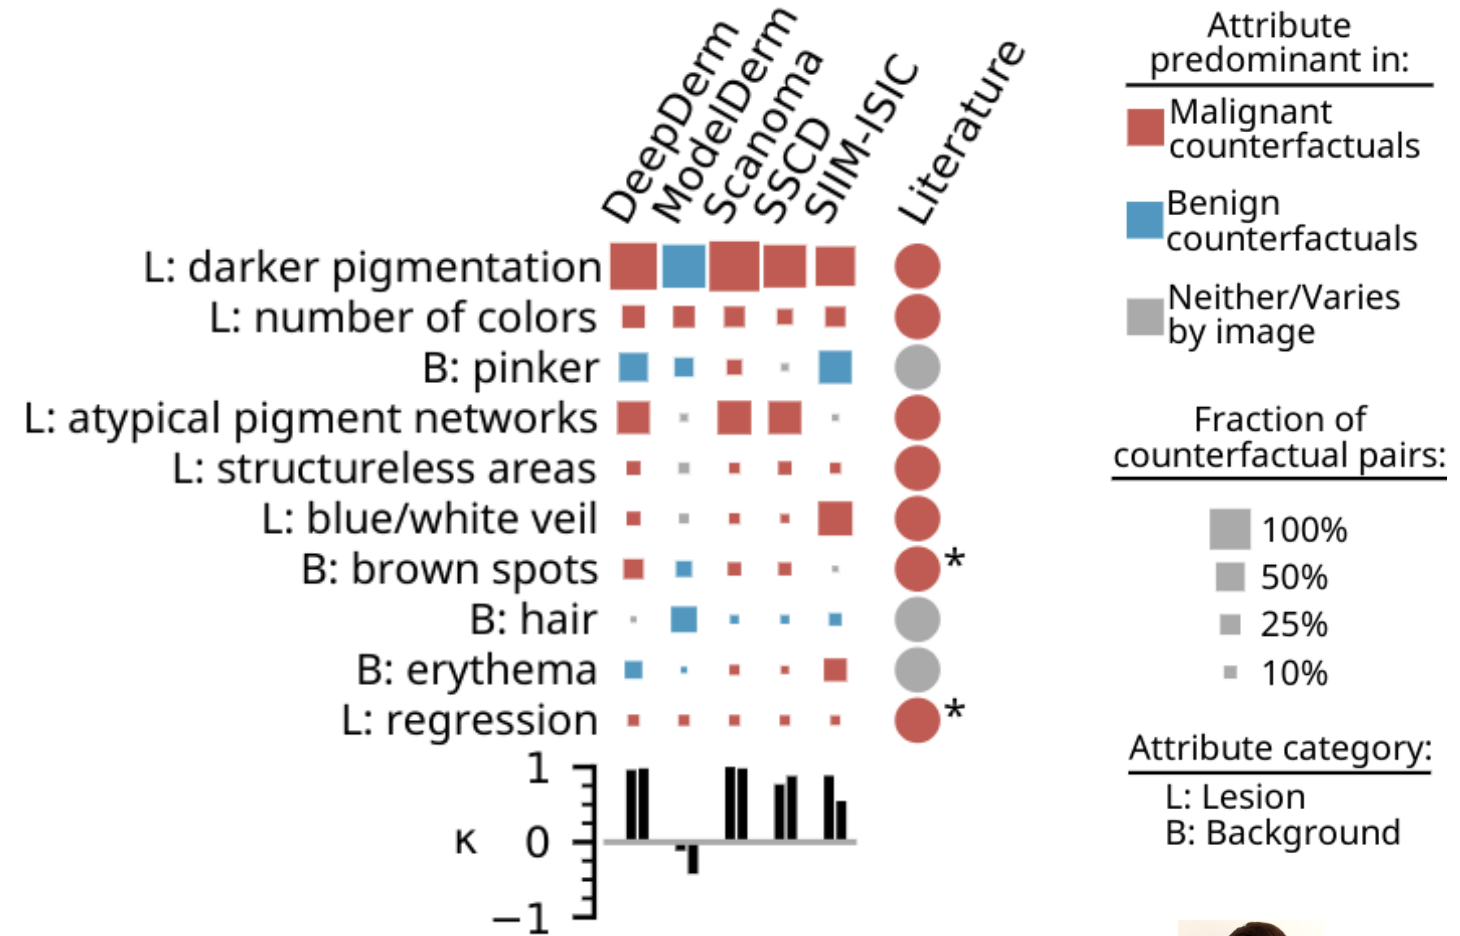 DeepDerm
ModelDerm
Scanoma
SSCD
SIIM-ISIC
Literature
L: darker pigmentation
L: number of colors
B: pinker
L: atypical pigment networks
L: structureless areas
L: blue/white veil
B: brown spots
*
B: hair
B: erythema
L: regression
*
1
κ
0
−1
Attribute
predominant in:
Malignant
counterfactuals
Benign
counterfactuals
Neither/Varies
by image
Fraction of
counterfactual pairs:
100%
50%
25%
10%
Attribute category:
L: Lesion
B: Background